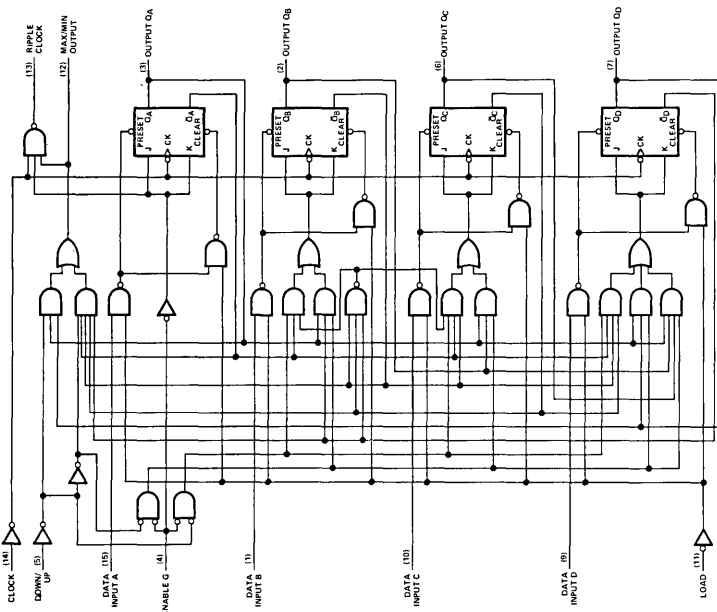 (13) RIPPLE
CLOCK
(12) MAX/MIN
OUTPUT
(3) OUTPUT QA
PRESET
J QA
CK
K Q̅A
CLEAR
(2) OUTPUT QB
PRESET
J QB
CK
K Q̅B
CLEAR
(6) OUTPUT QC
PRESET
J QC
CK
K Q̅C
CLEAR
(7) OUTPUT QD
PRESET
J QD
CK
K Q̅D
CLEAR
CLOCK (14)
DOWN/
UP (5)
DATA
INPUT A (15)
ENABLE G (4)
DATA
INPUT B (1)
DATA
INPUT C (10)
DATA
INPUT D (9)
LOAD (11)